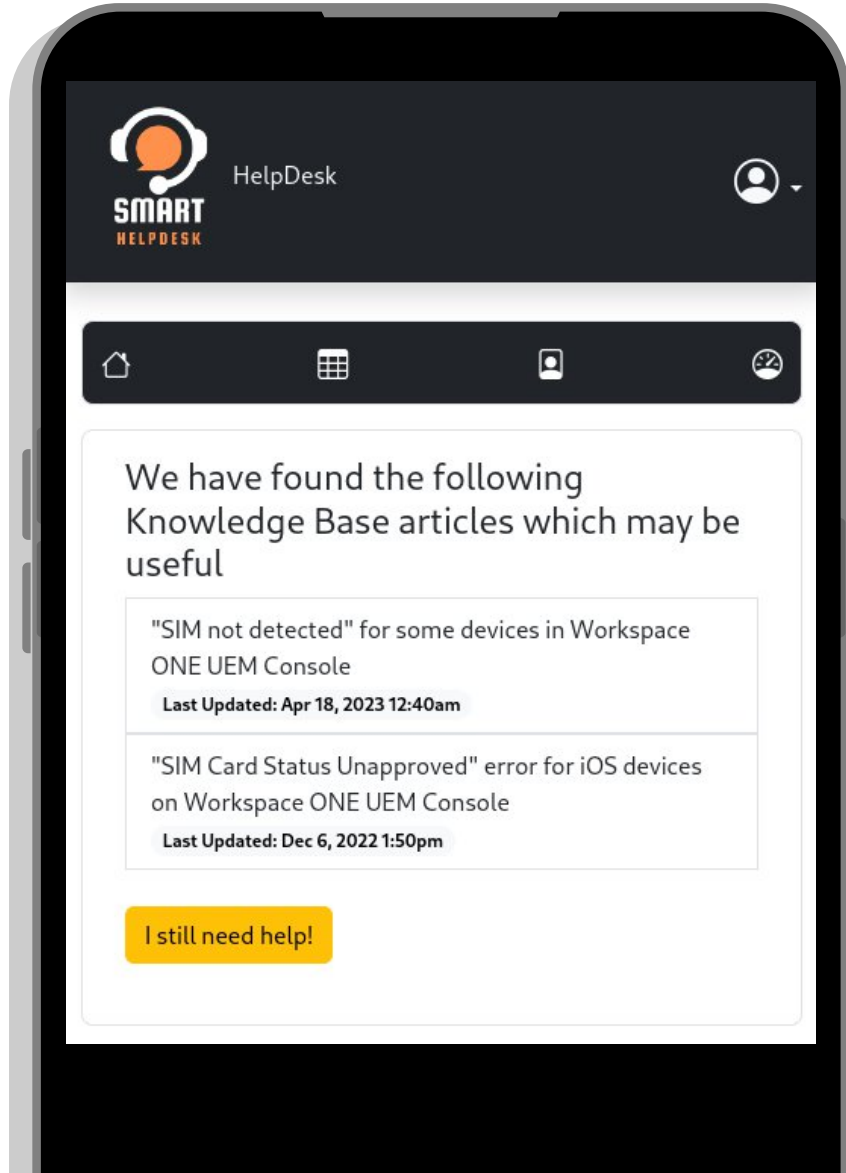 SMART
HELPDESK
HelpDesk
We have found the following
Knowledge Base articles which may be
useful
"SIM not detected" for some devices in Workspace
ONE UEM Console
Last Updated: Apr 18, 2023 12:40am
"SIM Card Status Unapproved" error for iOS devices
on Workspace ONE UEM Console
Last Updated: Dec 6, 2022 1:50pm
I still need help!